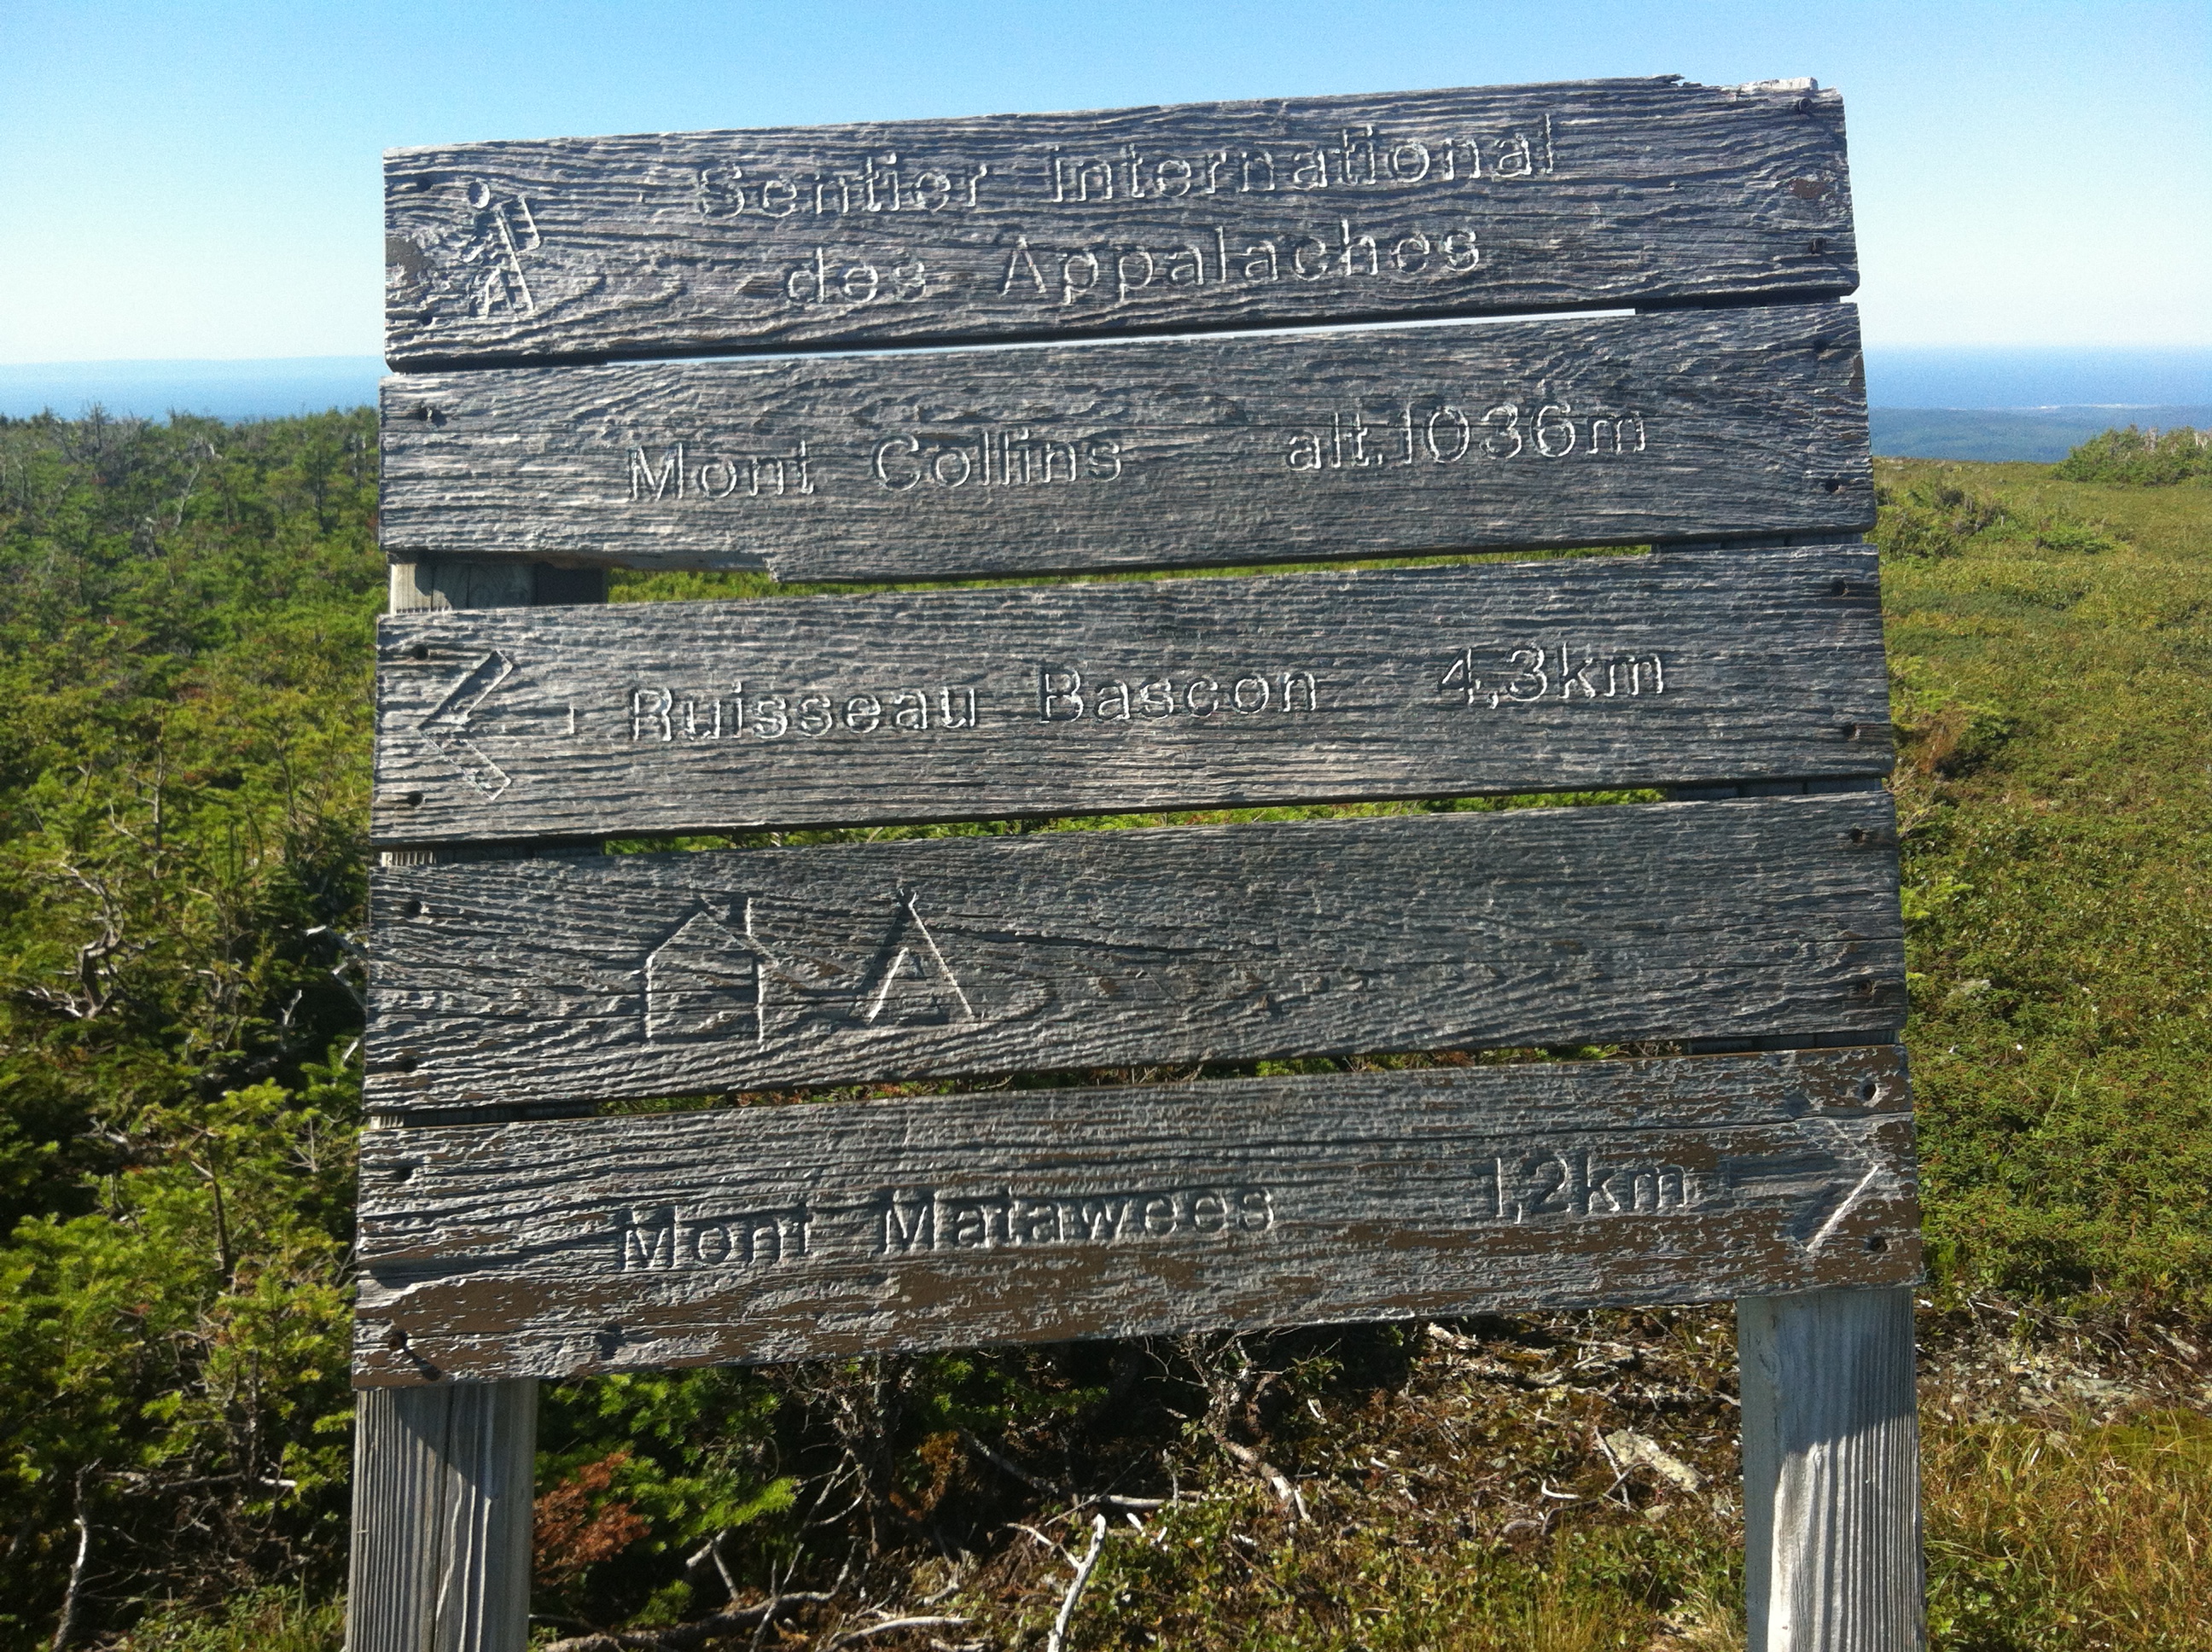 Sentier international
des Appalaches
Mont Collins alt.1036m
Ruisseau Bascon 4,3km
Mont Matawees 1,2km